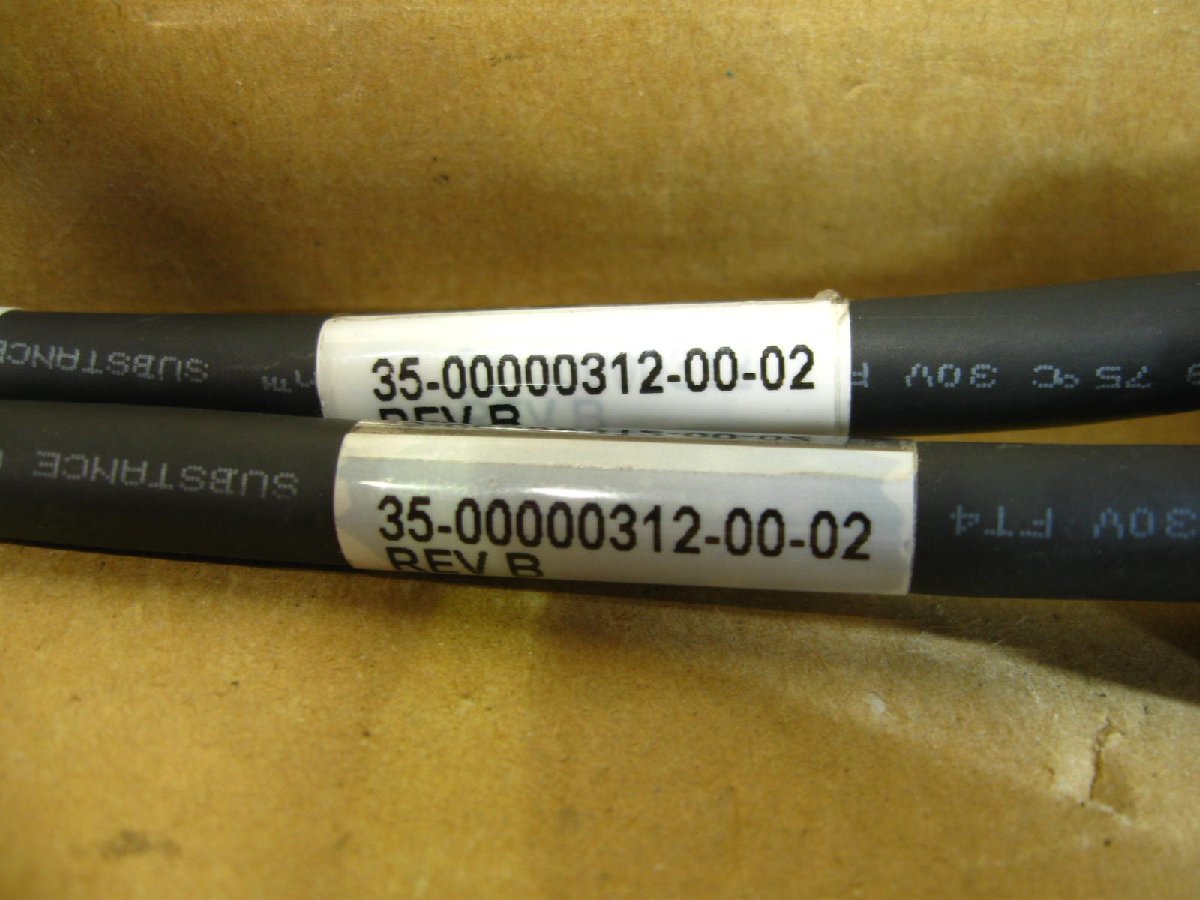 SUBSTANCE
35-00000312-00-02
REV B
75°C 30V
SUBSTANCE
35-00000312-00-02
REV B
30V FT4